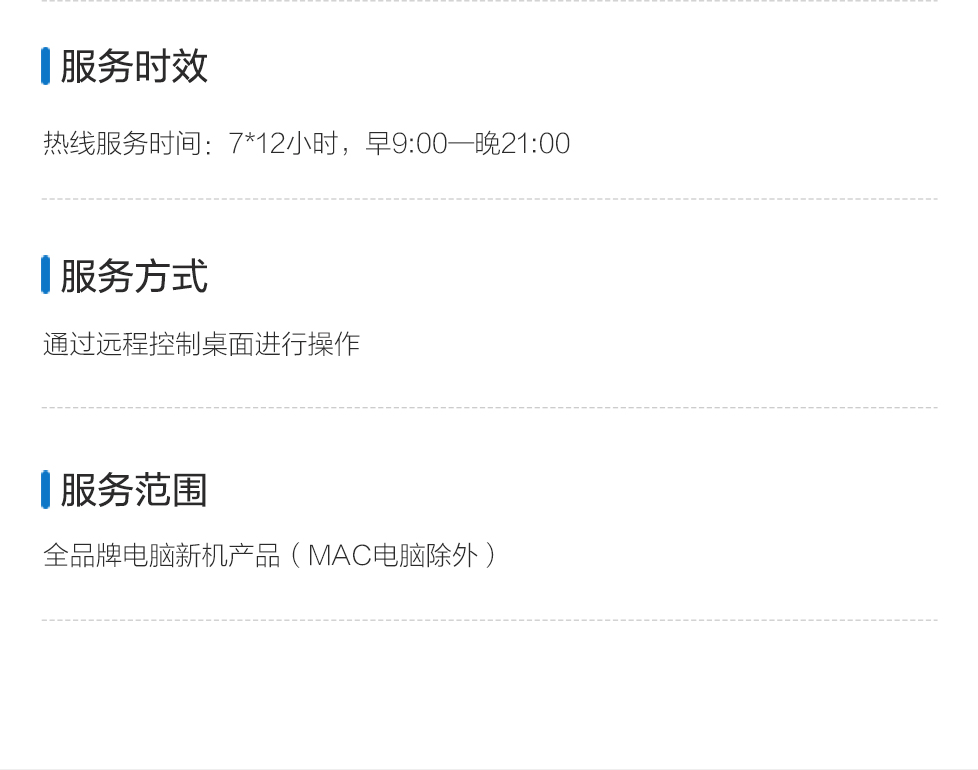 服务时效
热线服务时间：7*12小时，早9:00—晚21:00
服务方式
通过远程控制桌面进行操作
服务范围
全品牌电脑新机产品（MAC电脑除外）